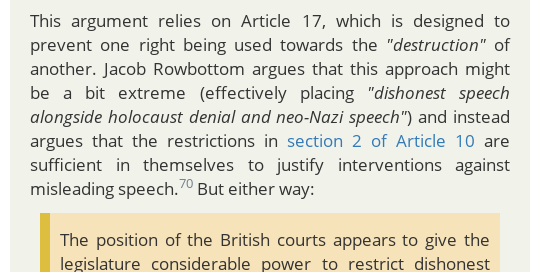 This argument relies on Article 17, which is designed to
prevent one right being used towards the "destruction" of
another. Jacob Rowbottom argues that this approach might
be a bit extreme (effectively placing "dishonest speech
alongside holocaust denial and neo-Nazi speech") and instead
argues that the restrictions in section 2 of Article 10 are
sufficient in themselves to justify interventions against
misleading speech.70 But either way:
The position of the British courts appears to give the
legislature considerable power to restrict dishonest